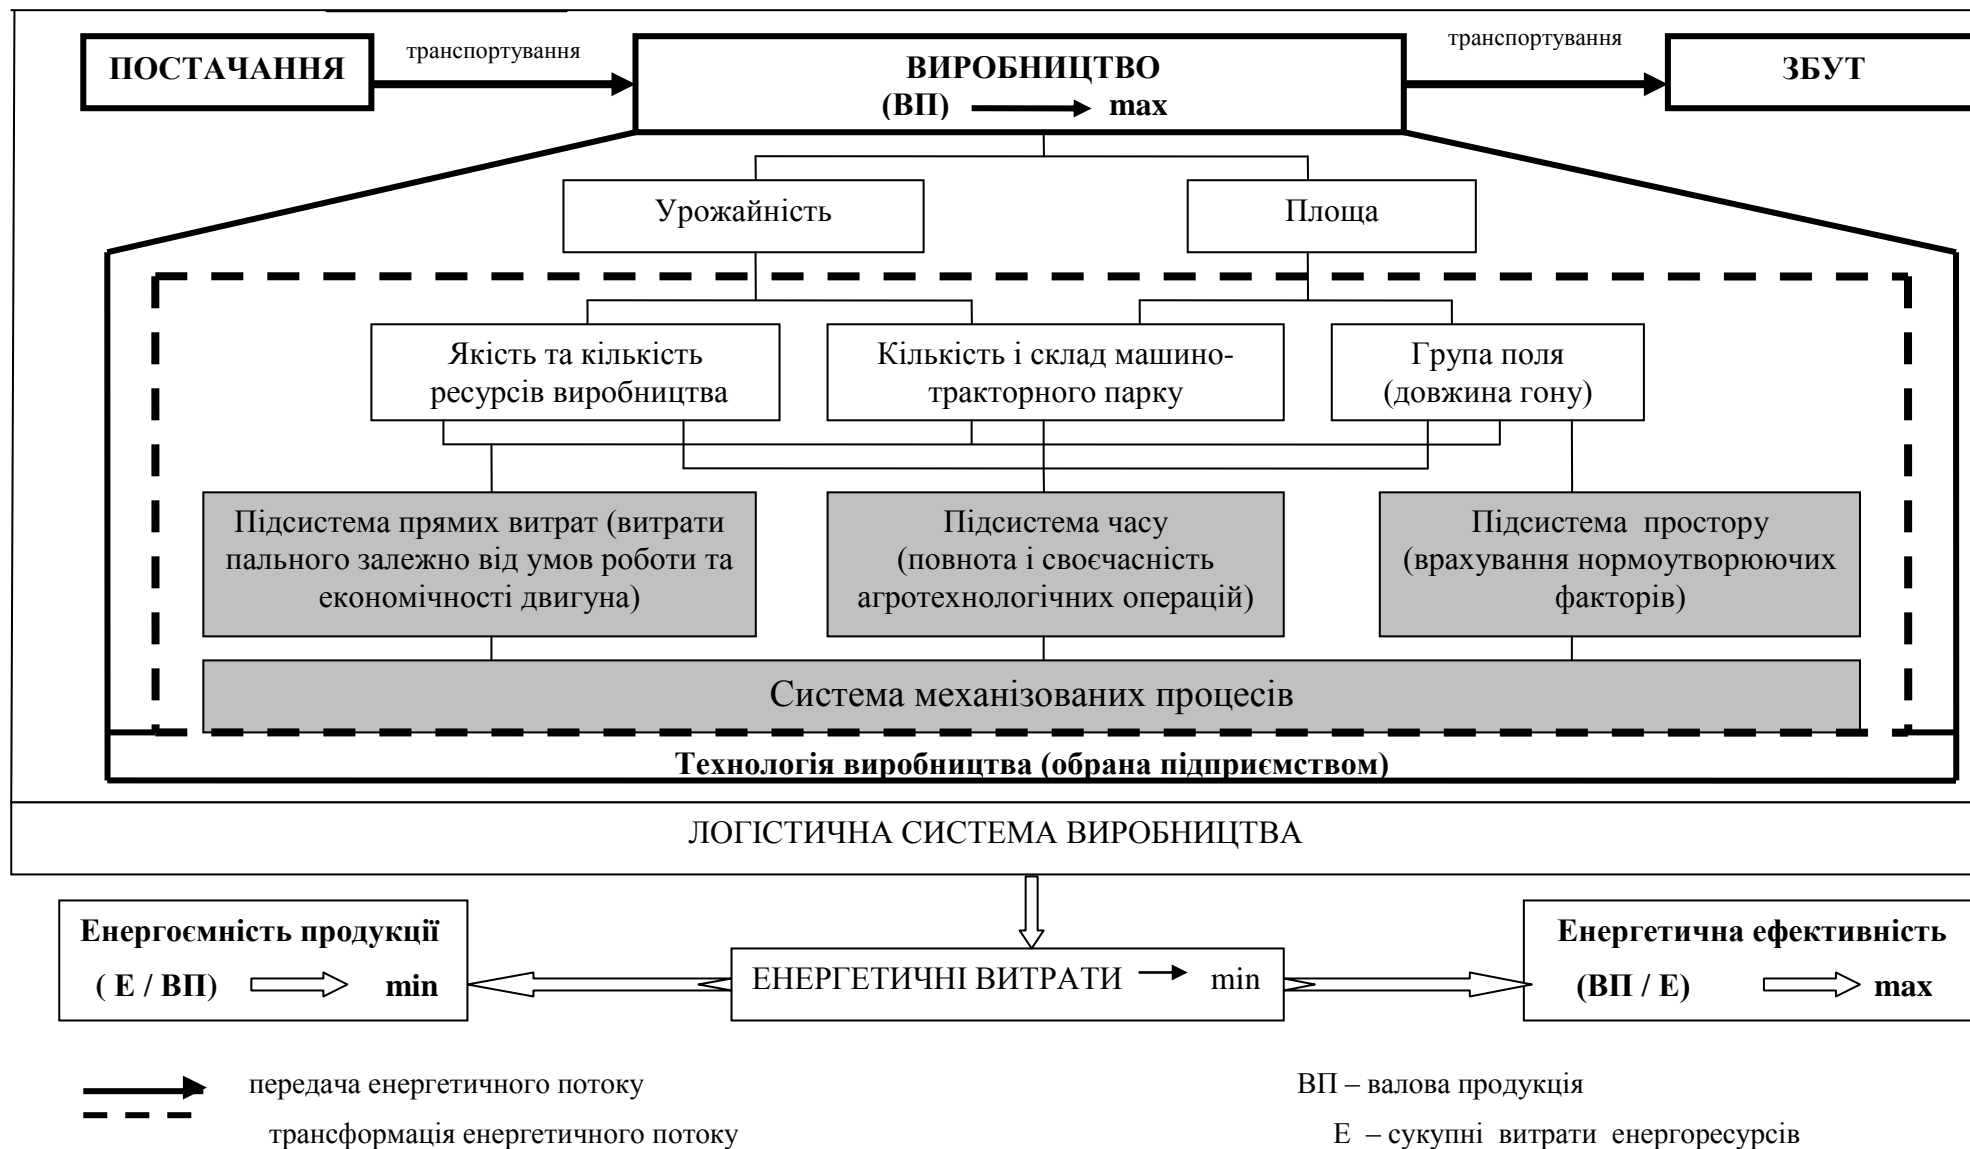 ПОСТАЧАННЯ
транспортування
ВИРОБНИЦТВО
(ВП) max
транспортування
ЗБУТ
Урожайність
Площа
Якість та кількість
ресурсів виробництва
Кількість і склад машино-
тракторного парку
Група поля
(довжина гону)
Підсистема прямих витрат (витрати
пального залежно від умов роботи та
економічності двигуна)
Підсистема часу
(повнота і своєчасність
агротехнологічних операцій)
Підсистема простору
(врахування нормоутворюючих
факторів)
Система механізованих процесів
Технологія виробництва (обрана підприємством)
ЛОГІСТИЧНА СИСТЕМА ВИРОБНИЦТВА
Енергоємність продукції
( Е / ВП) min
ЕНЕРГЕТИЧНІ ВИТРАТИ min
Енергетична ефективність
(ВП / Е) max
передача енергетичного потоку
трансформація енергетичного потоку
ВП – валова продукція
Е – сукупні витрати енергоресурсів